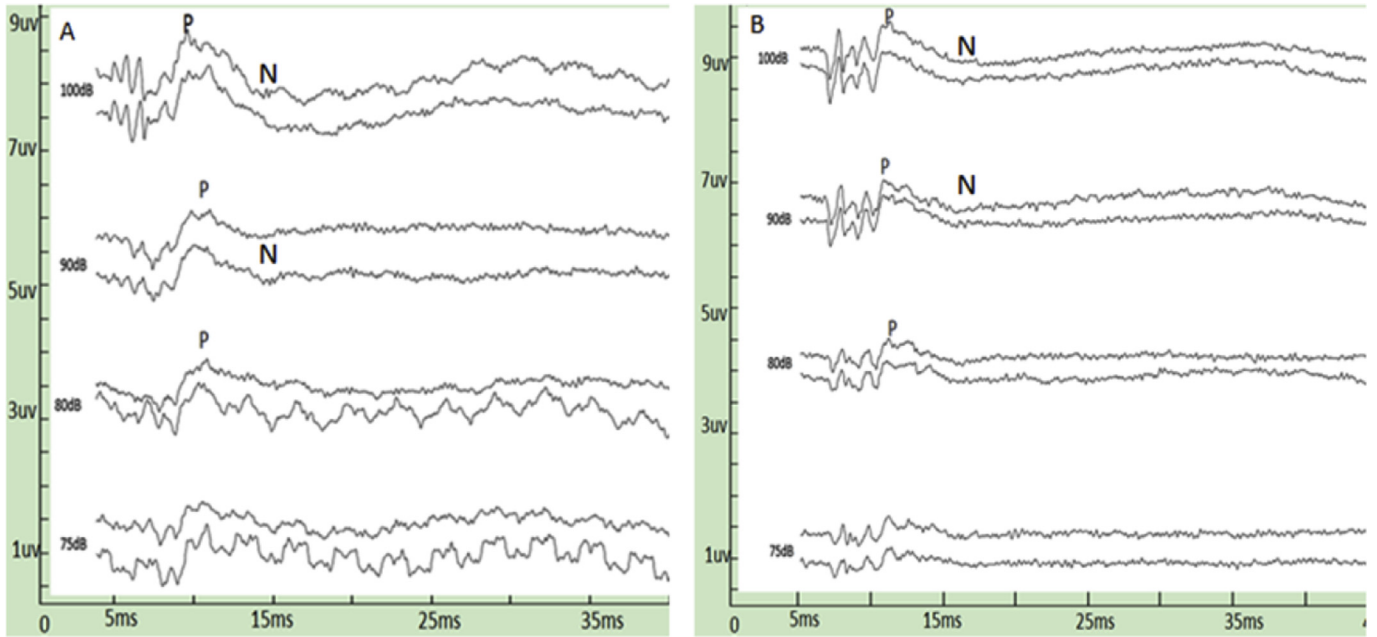 9uv
A
P
N
100dB
7uv
P
N
90dB
5uv
P
3uv
80dB
75dB
1uv
0 5ms 15ms 25ms 35ms
B
P
N
100dB
9uv
P
N
7uv
90dB
5uv
P
80dB
3uv
75dB
1uv
0 5ms 15ms 25ms 35ms